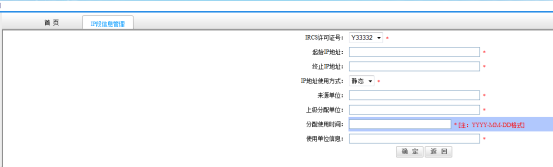 首 页 IP段信息管理
IRCS许可证号: Y33332 *
起始IP地址: *
终止IP地址: *
IP地址使用方式: 静态 *
来源单位: *
上级分配单位: *
分配使用时间: *[注: YYYY-MM-DD格式]
使用单位信息: *
确 定 返 回